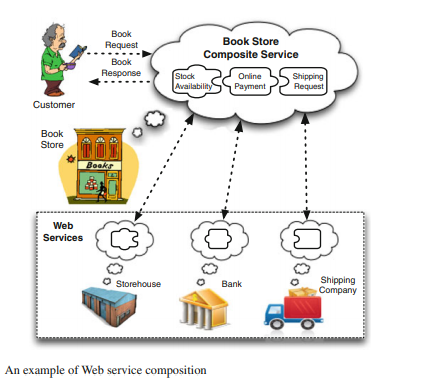 Book
Request
Book
Response
Customer
Book Store
Composite Service
Stock
Availability
Online
Payment
Shipping
Request
Book
Store
Books
Web
Services
Storehouse
Bank
Shipping
Company
An example of Web service composition